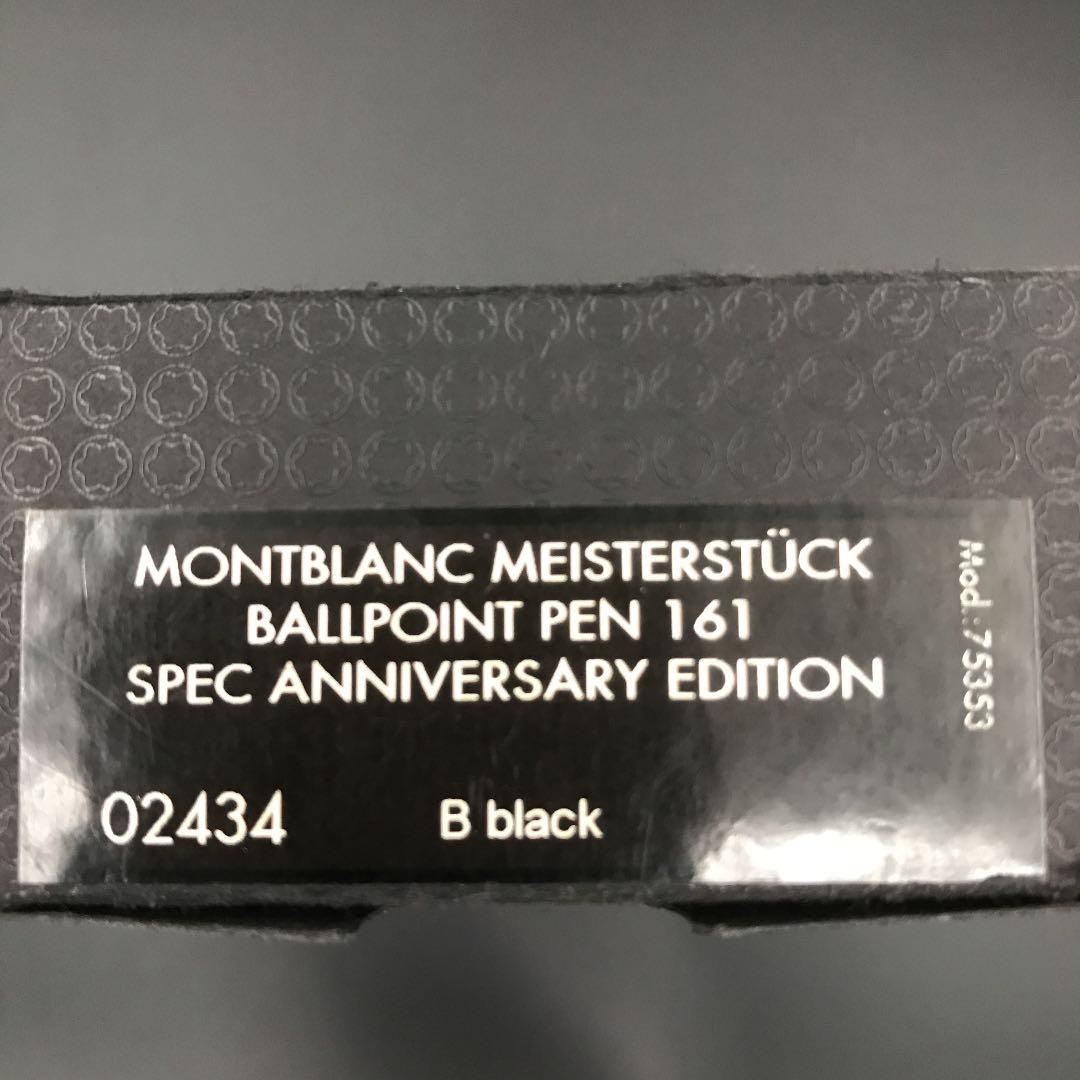 MONTBLANC MEISTERSTÜCK
BALLPOINT PEN 161
SPEC ANNIVERSARY EDITION
02434 B black
Mod.:75353